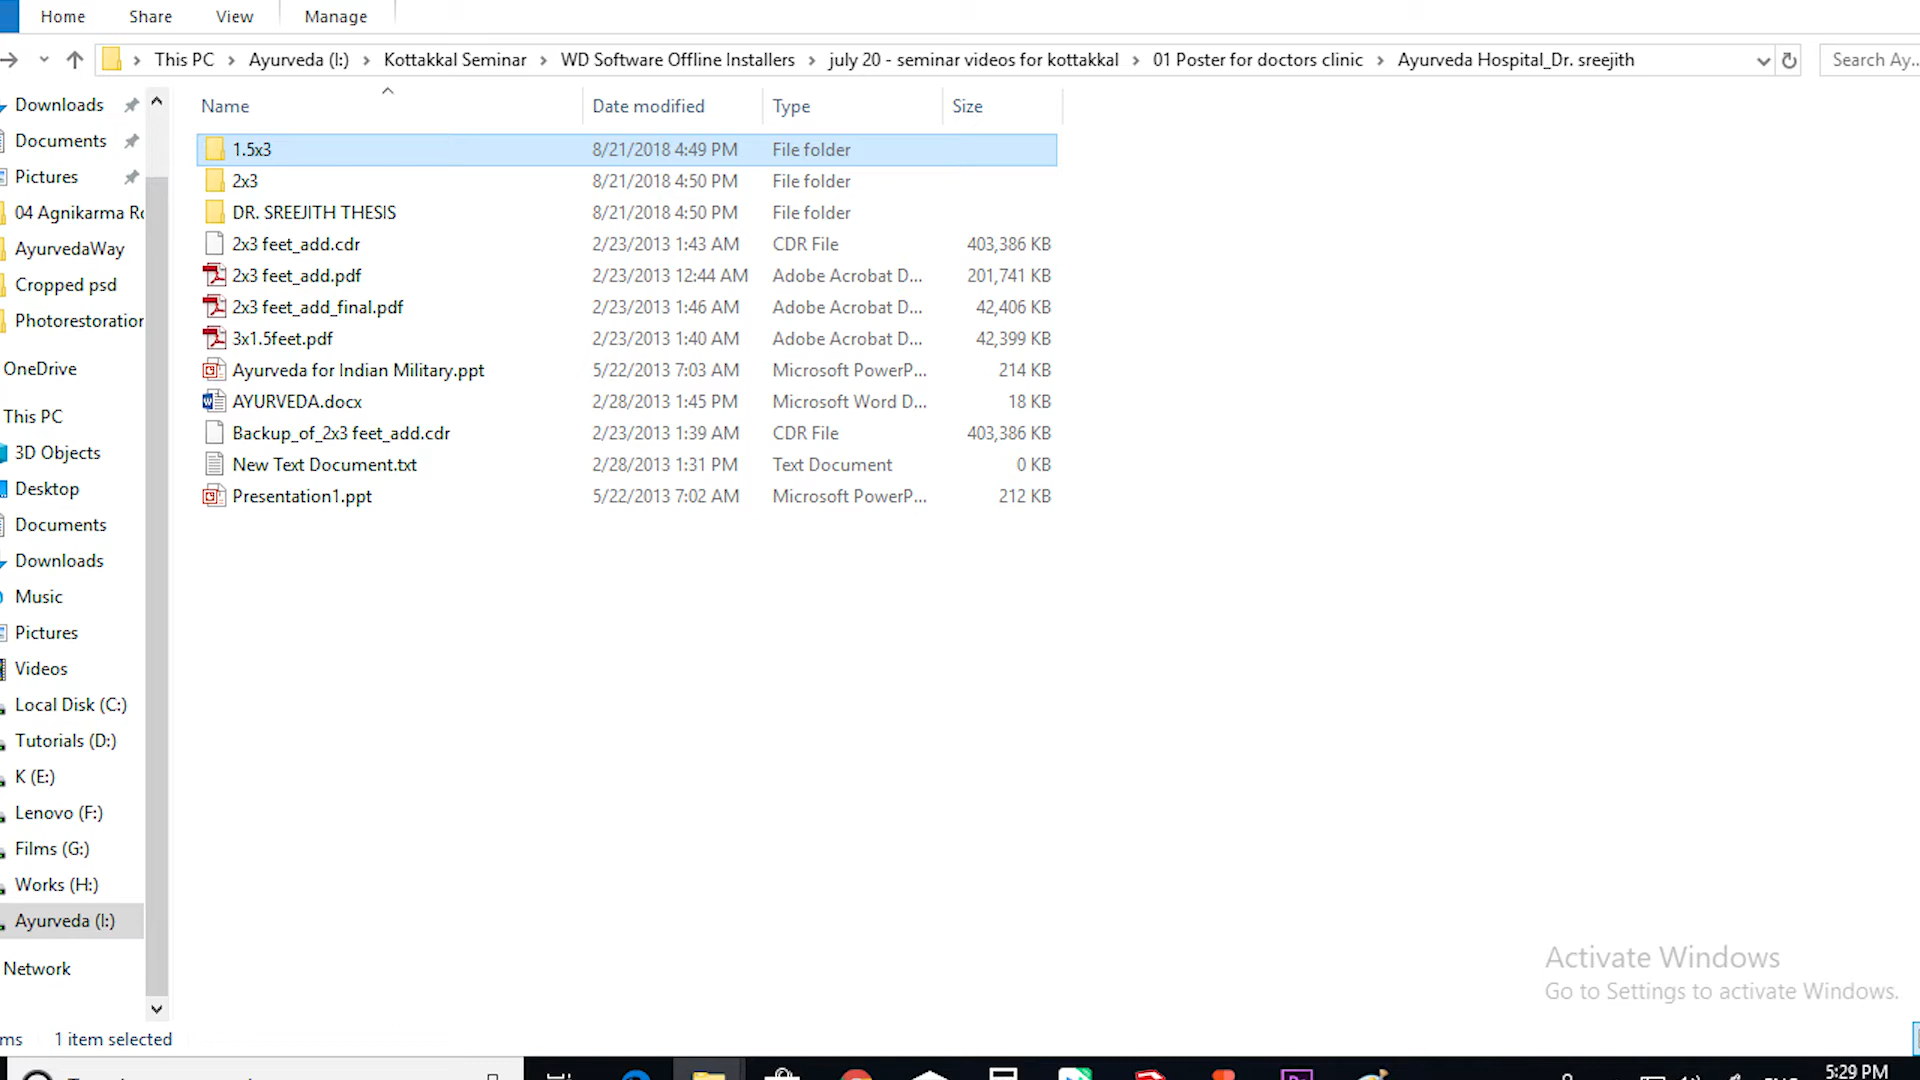 Home Share View Manage
This PC Ayurveda (I:) Kottakkal Seminar WD Software Offline Installers july 20 - seminar videos for kottakkal 01 Poster for doctors clinic Ayurveda Hospital_Dr. sreejith Search Ay...
Downloads
Documents
Pictures
04 Agnikarma
AyurvedaWay
Cropped psd
Photorestoration
OneDrive
This PC
3D Objects
Desktop
Documents
Downloads
Music
Pictures
Videos
Local Disk (C:)
Tutorials (D:)
K (E:)
Lenovo (F:)
Films (G:)
Works (H:)
Ayurveda (I:)
Network
Name Date modified Type Size
1.5x3 8/21/2018 4:49 PM File folder
2x3 8/21/2018 4:50 PM File folder
DR. SREEJITH THESIS 8/21/2018 4:50 PM File folder
2x3 feet_add.cdr 2/23/2013 1:43 AM CDR File 403,386 KB
2x3 feet_add.pdf 2/23/2013 12:44 AM Adobe Acrobat D... 201,741 KB
2x3 feet_add_final.pdf 2/23/2013 1:46 AM Adobe Acrobat D... 42,406 KB
3x1.5feet.pdf 2/23/2013 1:40 AM Adobe Acrobat D... 42,399 KB
Ayurveda for Indian Military.ppt 5/22/2013 7:03 AM Microsoft PowerP... 214 KB
AYURVEDA.docx 2/28/2013 1:45 PM Microsoft Word D... 18 KB
Backup_of_2x3 feet_add.cdr 2/23/2013 1:39 AM CDR File 403,386 KB
New Text Document.txt 2/28/2013 1:31 PM Text Document 0 KB
Presentation1.ppt 5/22/2013 7:02 AM Microsoft PowerP... 212 KB
Activate Windows
Go to Settings to activate Windows.
1 item selected
5:29 PM